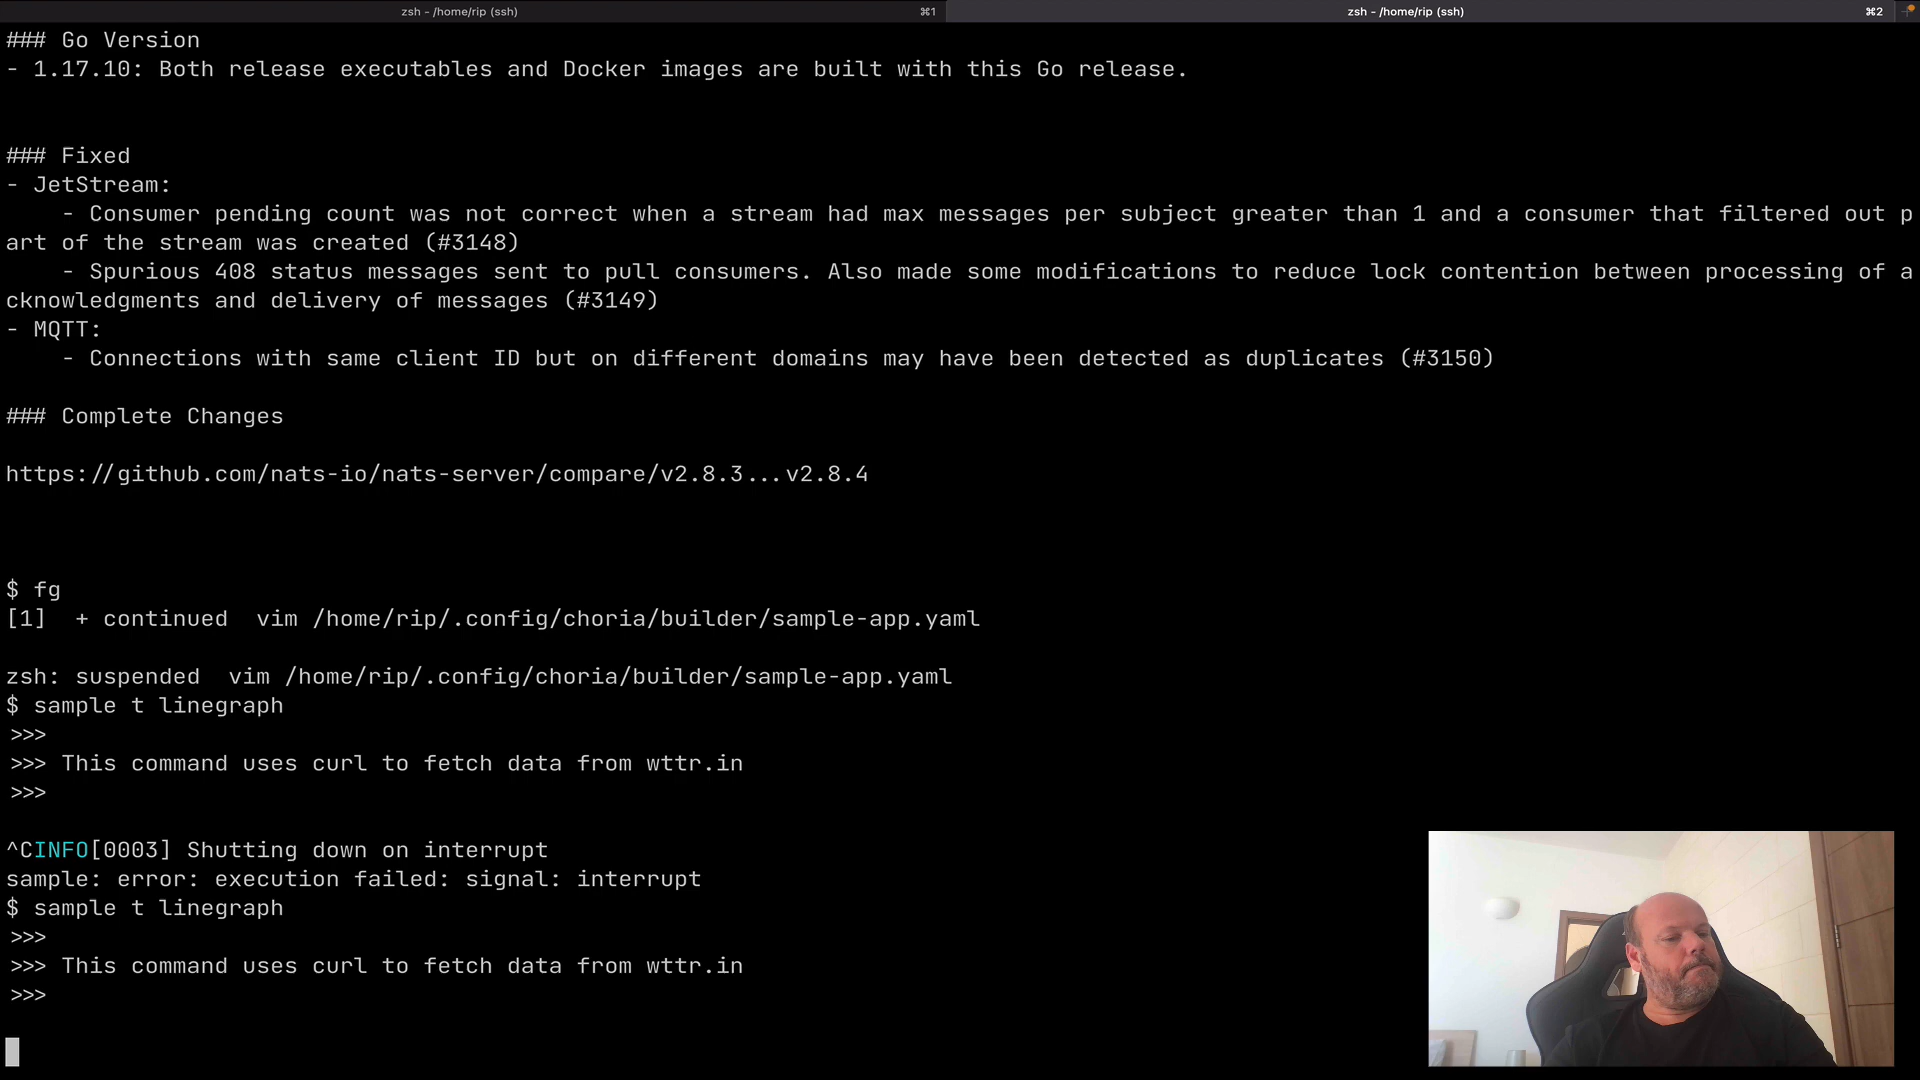 zsh - /home/rip (ssh) ⌘1 zsh - /home/rip (ssh) ⌘2
### Go Version
- 1.17.10: Both release executables and Docker images are built with this Go release.
### Fixed
- JetStream:
- Consumer pending count was not correct when a stream had max messages per subject greater than 1 and a consumer that filtered out p
art of the stream was created (#3148)
- Spurious 408 status messages sent to pull consumers. Also made some modifications to reduce lock contention between processing of a
cknowledgments and delivery of messages (#3149)
- MQTT:
- Connections with same client ID but on different domains may have been detected as duplicates (#3150)
### Complete Changes
https://github.com/nats-io/nats-server/compare/v2.8.3...v2.8.4
$ fg
[1]  + continued  vim /home/rip/.config/choria/builder/sample-app.yaml
zsh: suspended  vim /home/rip/.config/choria/builder/sample-app.yaml
$ sample t linegraph
>>>
>>> This command uses curl to fetch data from wttr.in
>>>
^CINFO[0003] Shutting down on interrupt
sample: error: execution failed: signal: interrupt
$ sample t linegraph
>>>
>>> This command uses curl to fetch data from wttr.in
>>>